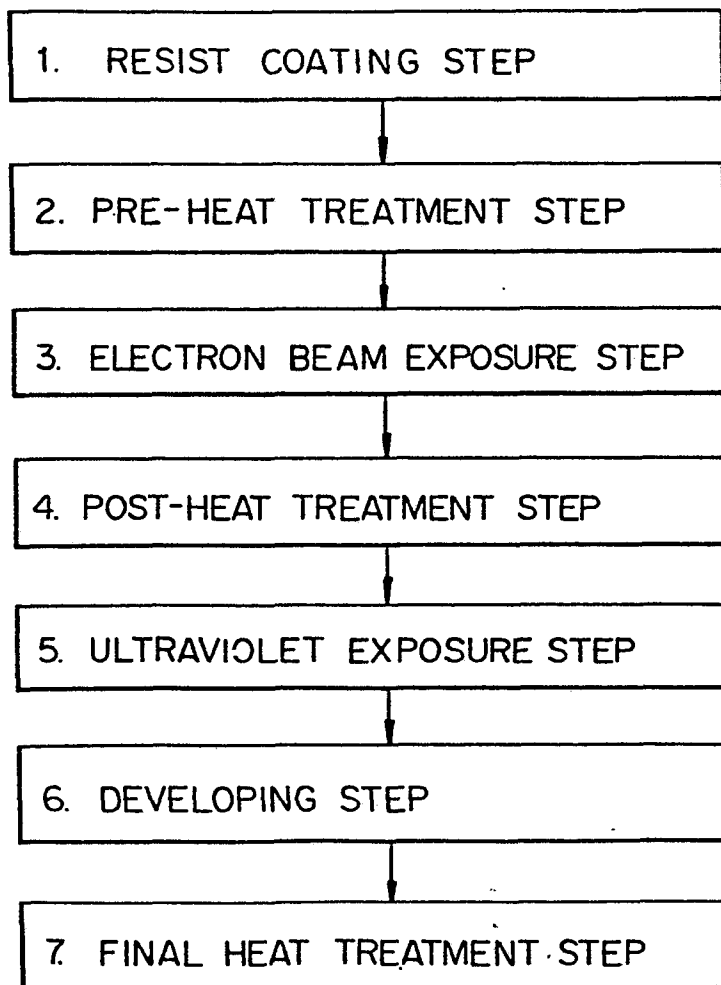 1. RESIST COATING STEP
2. PRE-HEAT TREATMENT STEP
3. ELECTRON BEAM EXPOSURE STEP
4. POST-HEAT TREATMENT STEP
5. ULTRAVIOLET EXPOSURE STEP
6. DEVELOPING STEP
7. FINAL HEAT TREATMENT STEP